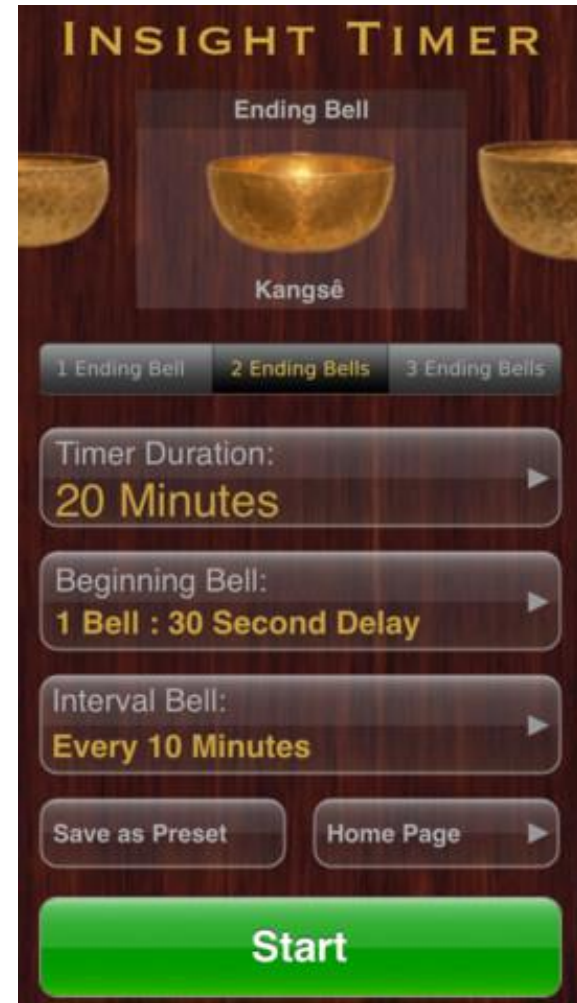 INSIGHT TIMER
Ending Bell
Kangsê
1 Ending Bell 2 Ending Bells 3 Ending Bells
Timer Duration:
20 Minutes
Beginning Bell:
1 Bell : 30 Second Delay
Interval Bell:
Every 10 Minutes
Save as Preset Home Page
Start